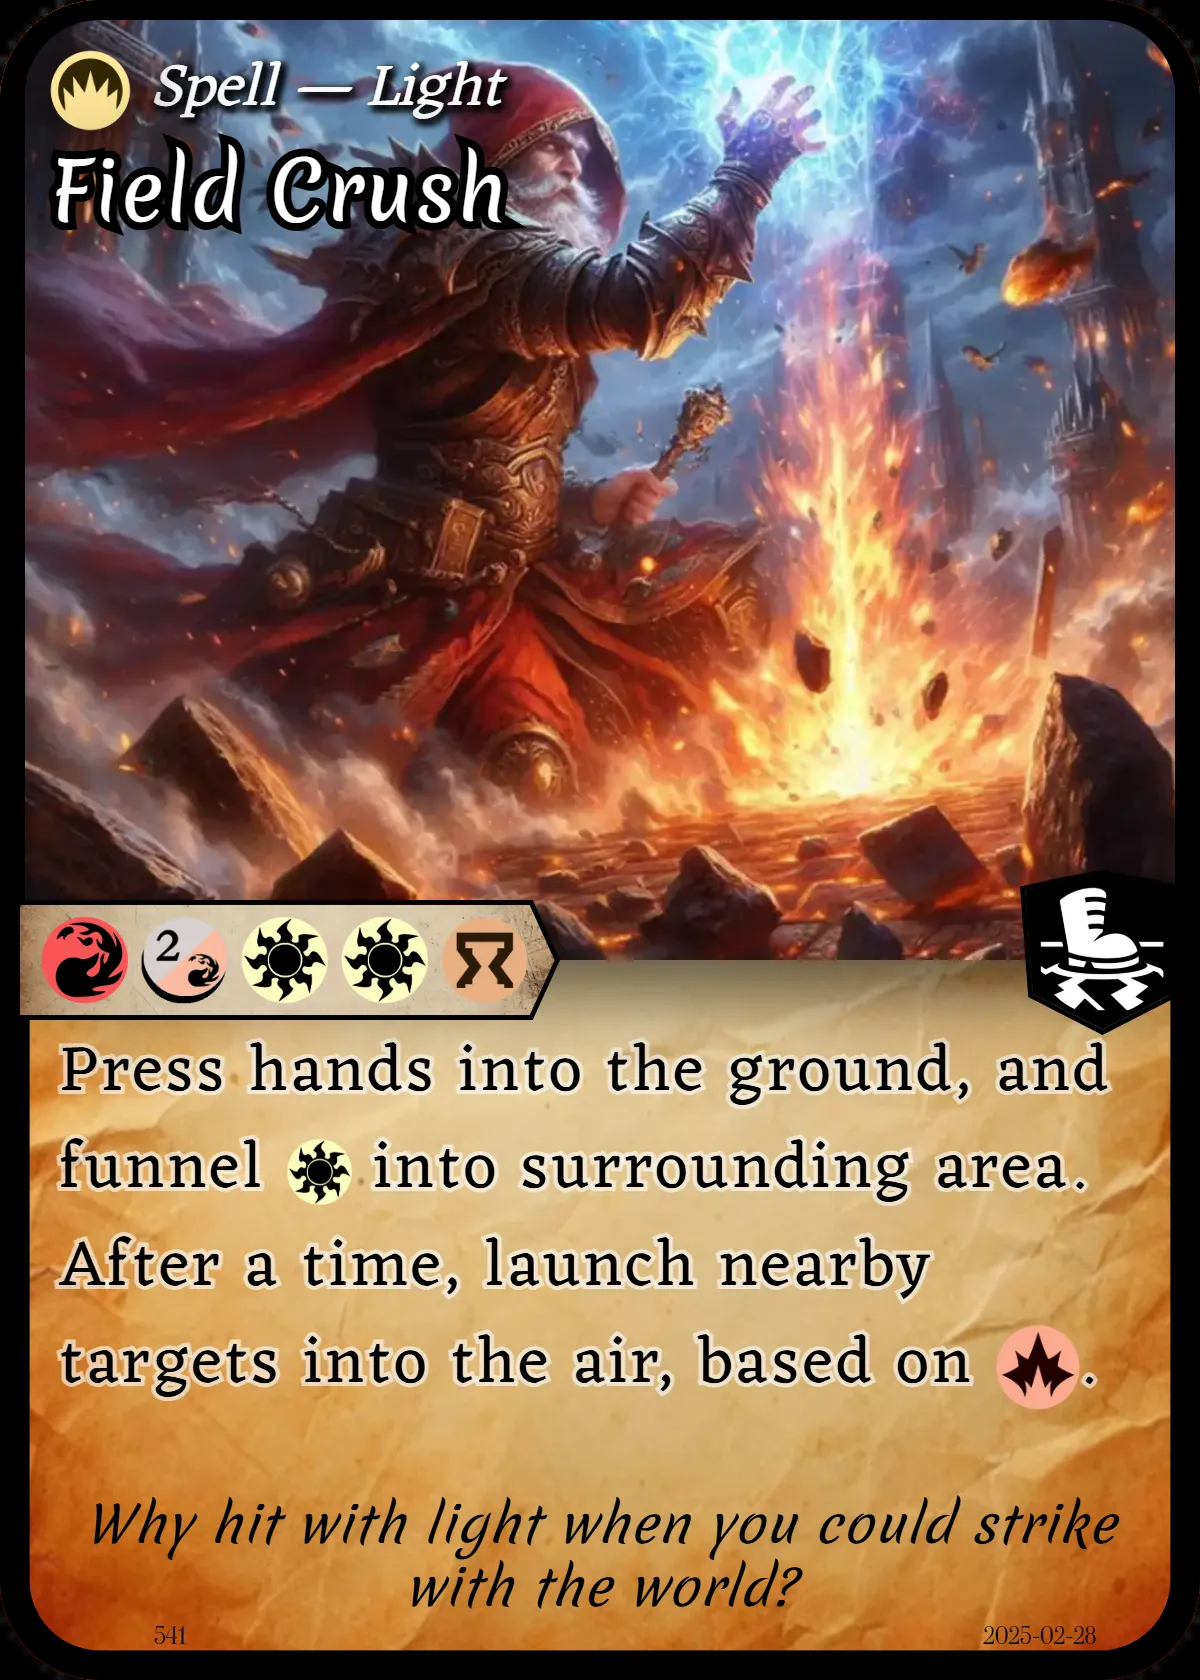 Spell — Light
Field Crush
2
Press hands into the ground, and
funnel into surrounding area.
After a time, launch nearby
targets into the air, based on .
Why hit with light when you could strike
with the world?
541
2025-02-28